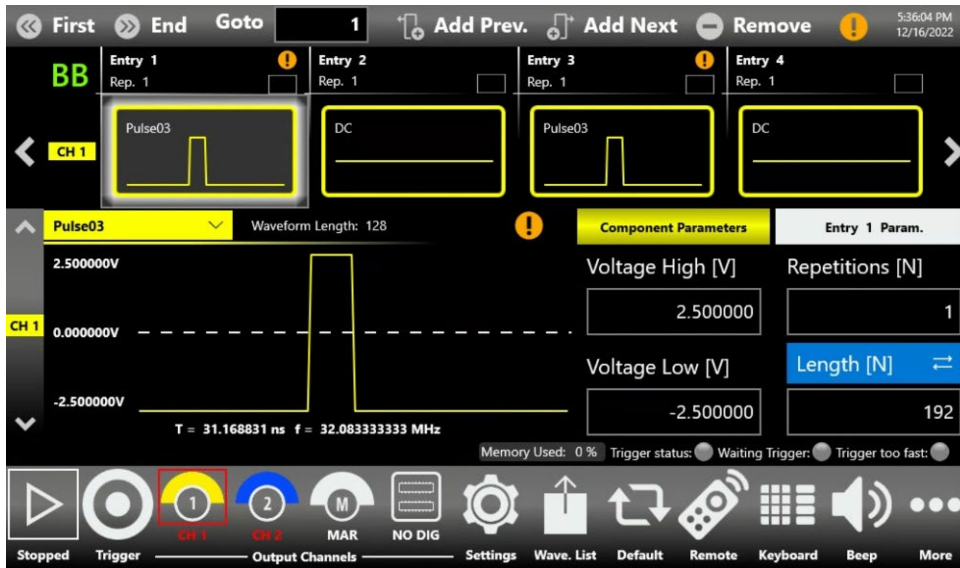 First End Goto 1 Add Prev. Add Next Remove ! 5:36:04 PM
12/16/2022
BB
Entry 1 ! Entry 2 Entry 3 ! Entry 4
Rep. 1 Rep. 1 Rep. 1 Rep. 1
CH 1
Pulse03 DC Pulse03 DC
Pulse03 Waveform Length: 128 ! Component Parameters Entry 1 Param.
2.500000V
Voltage High [V] Repetitions [N]
2.500000 1
CH 1
0.000000V
Voltage Low [V] Length [N]
-2.500000V
-2.500000 192
T = 31.168831 ns f = 32.083333333 MHz
Memory Used: 0 % Trigger status: Waiting Trigger: Trigger too fast:
1 2 M
CH 1 CH 2 MAR NO DIG
Stopped Trigger Output Channels Settings Wave. List Default Remote Keyboard Beep More